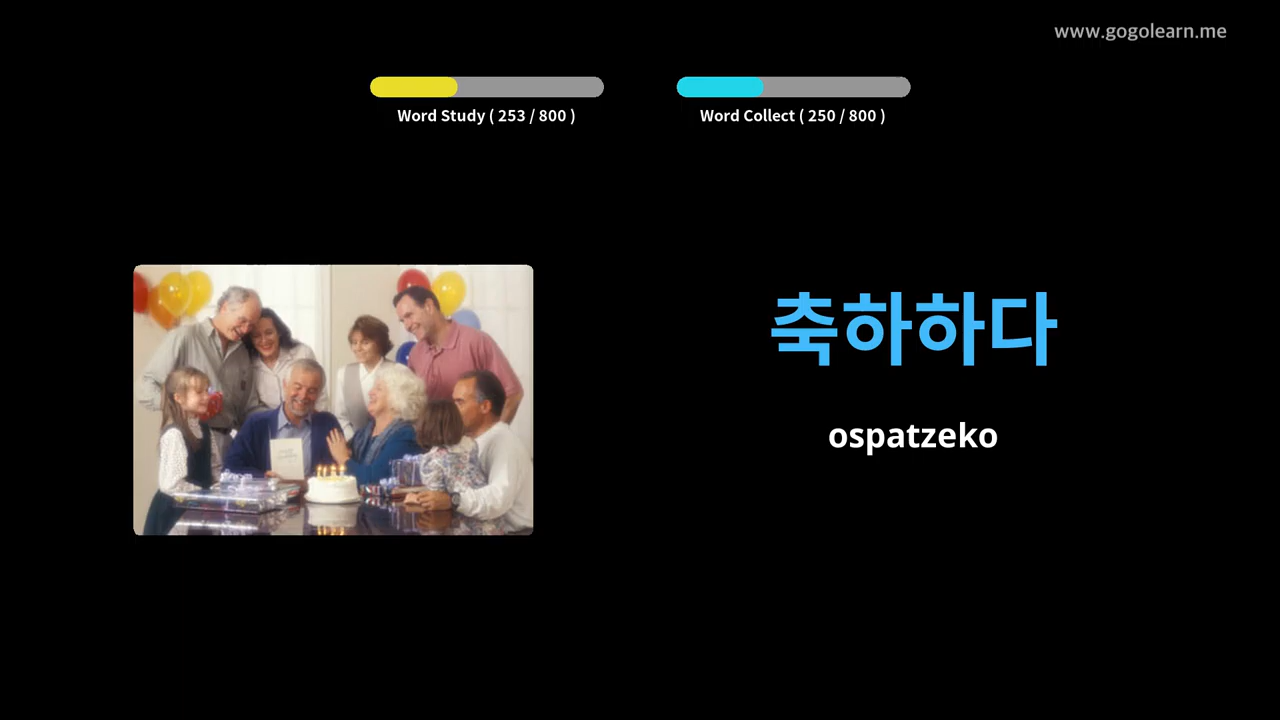 www.gogolearn.me
Word Study ( 253 / 800 )
Word Collect ( 250 / 800 )
축하하다
ospatzeko